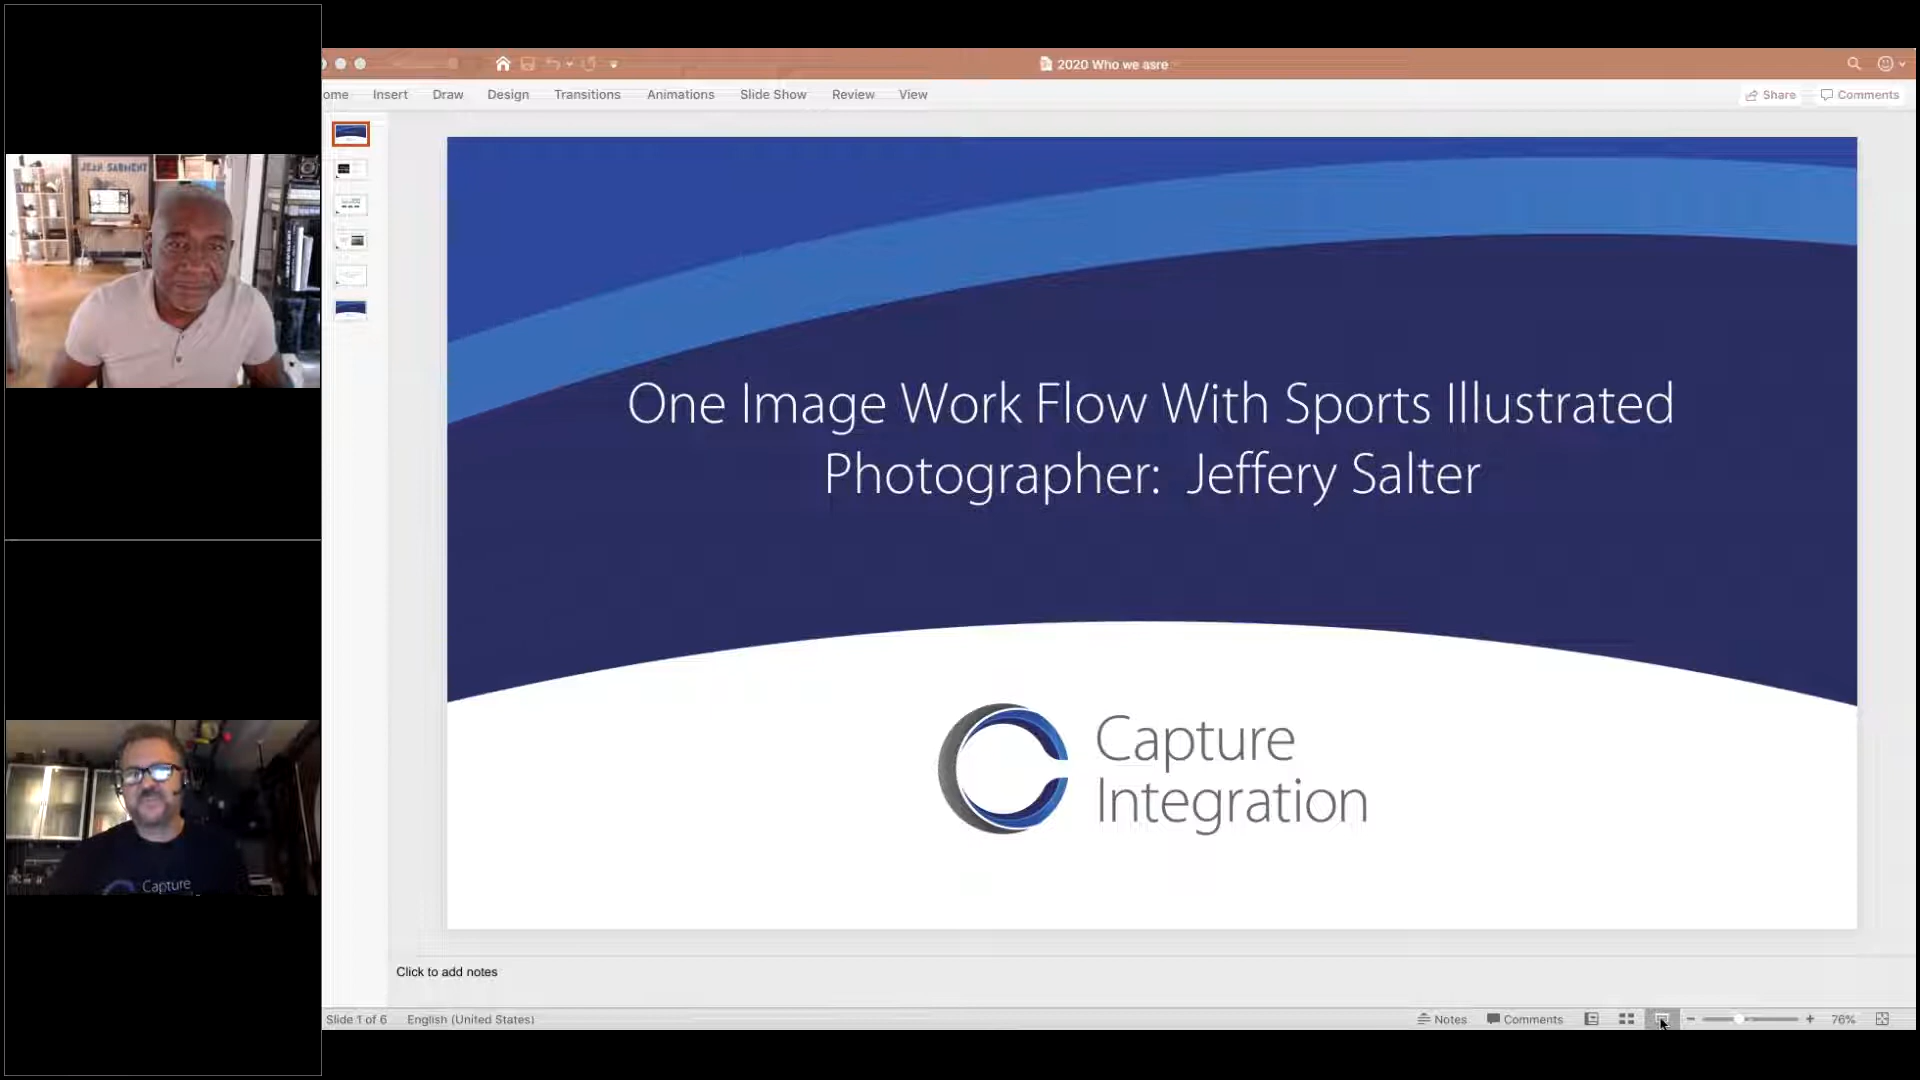 JEAN SARMENT
Capture
2020 Who we asre
ome Insert Draw Design Transitions Animations Slide Show Review View Share Comments
One Image Work Flow With Sports Illustrated
Photographer: Jeffery Salter
Capture
Integration
Click to add notes
Slide 1 of 6 English (United States) Notes Comments 76%